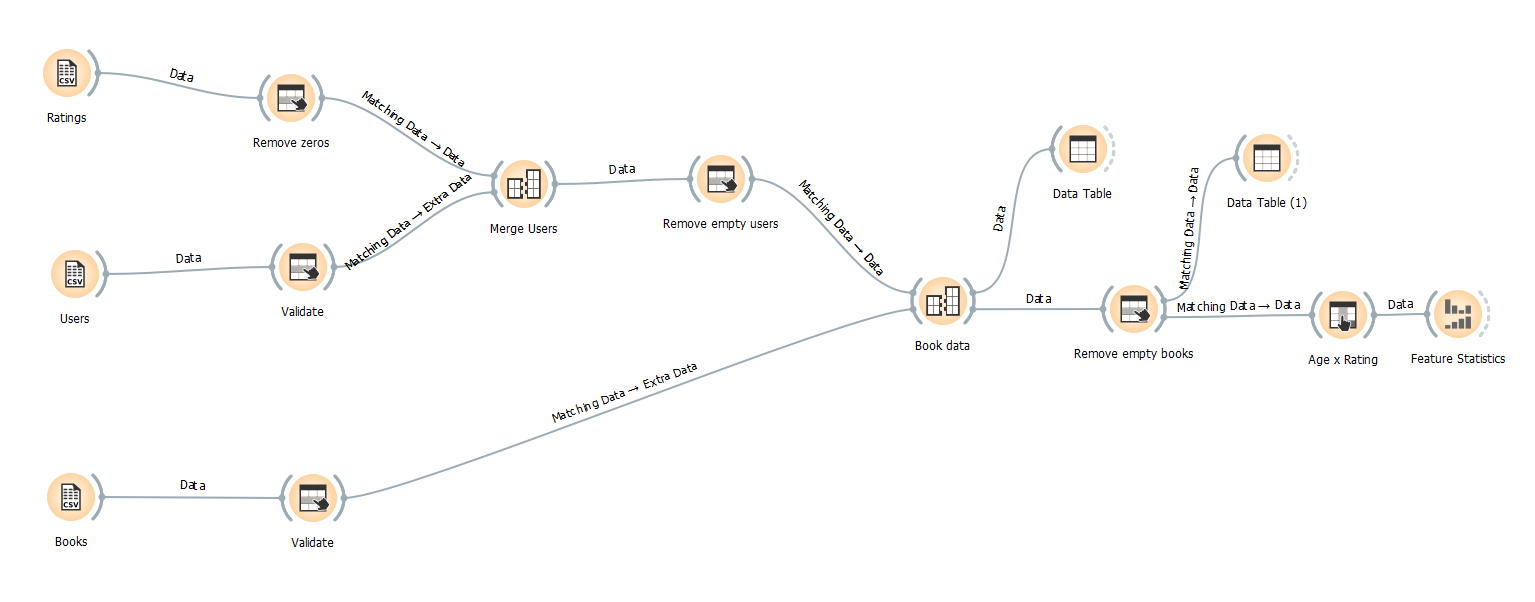 Data
Ratings
CSV
Remove zeros
Matching Data → Data
Data
Users
CSV
Validate
Matching Data → Extra Data
Merge Users
Data
Remove empty users
Matching Data → Data
Data
Books
CSV
Validate
Matching Data → Extra Data
Book data
Data
Data Table
Data
Remove empty books
Matching Data → Data
Data Table (1)
Matching Data → Data
Age x Rating
Data
Feature Statistics